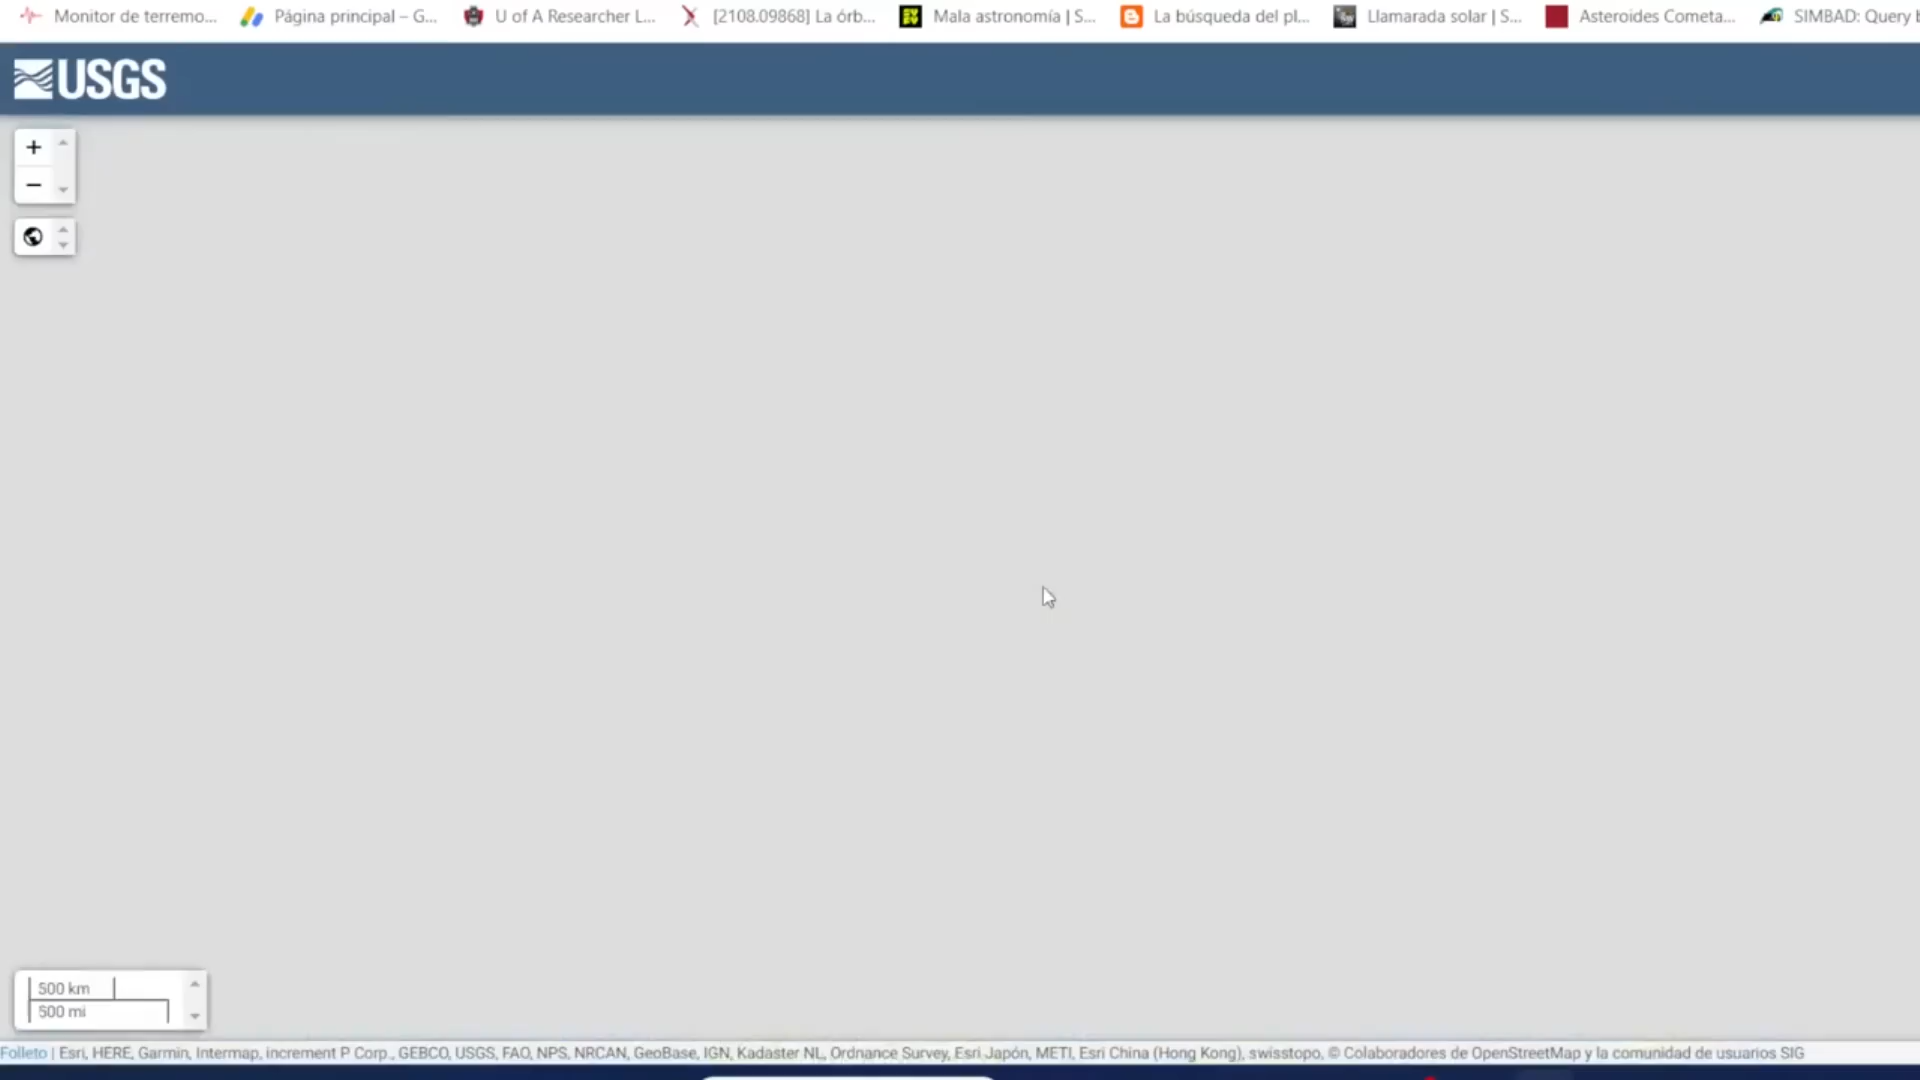 Monitor de terremo... Página principal – G... U of A Researcher L... [2108.09868] La órb... Mala astronomía | S... La búsqueda del pl... Llamarada solar | S... Asteroides Cometa... SIMBAD: Query b
USGS
+
−
500 km
500 mi
Folleto | Esri, HERE, Garmin, Intermap, increment P Corp., GEBCO, USGS, FAO, NPS, NRCAN, GeoBase, IGN, Kadaster NL, Ordnance Survey, Esri Japón, METI, Esri China (Hong Kong), swisstopo, © Colaboradores de OpenStreetMap y la comunidad de usuarios SIG